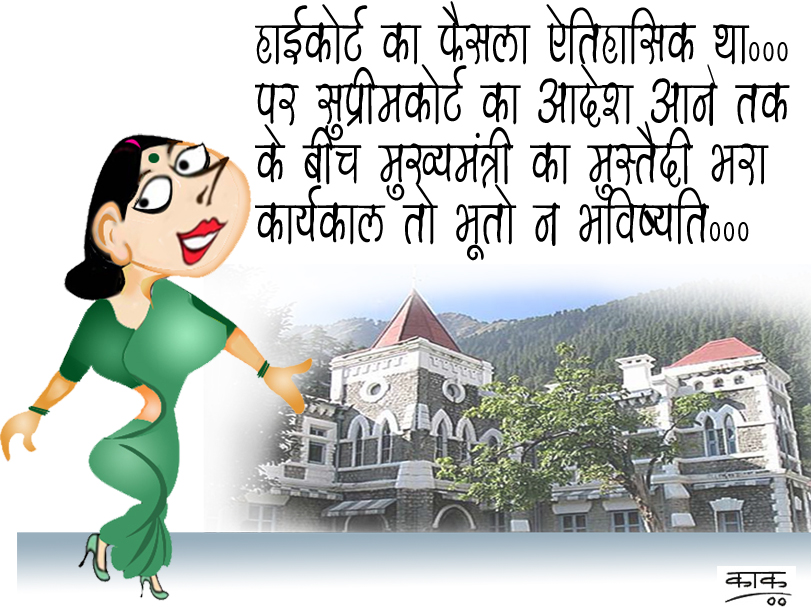 हाईकोर्ट का फैसला ऐतिहासिक था...
पर सुप्रीमकोर्ट का आदेश आने तक
के बीच मुख्यमंत्री का मुस्तैदी भरा
कार्यकाल तो भूतो न भविष्यति...
काक